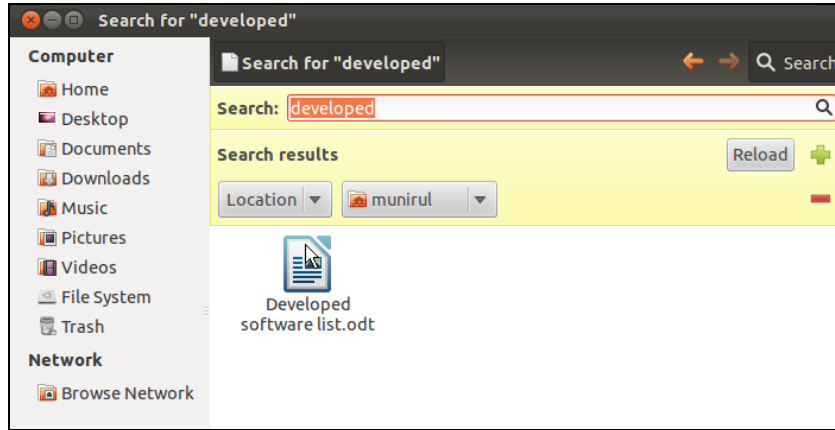 Search for "developed"
Computer
Home
Desktop
Documents
Downloads
Music
Pictures
Videos
File System
Trash
Network
Browse Network
Search for "developed"
Search
Search: developed
Search results
Reload
Location
munirul
Developed
software list.odt